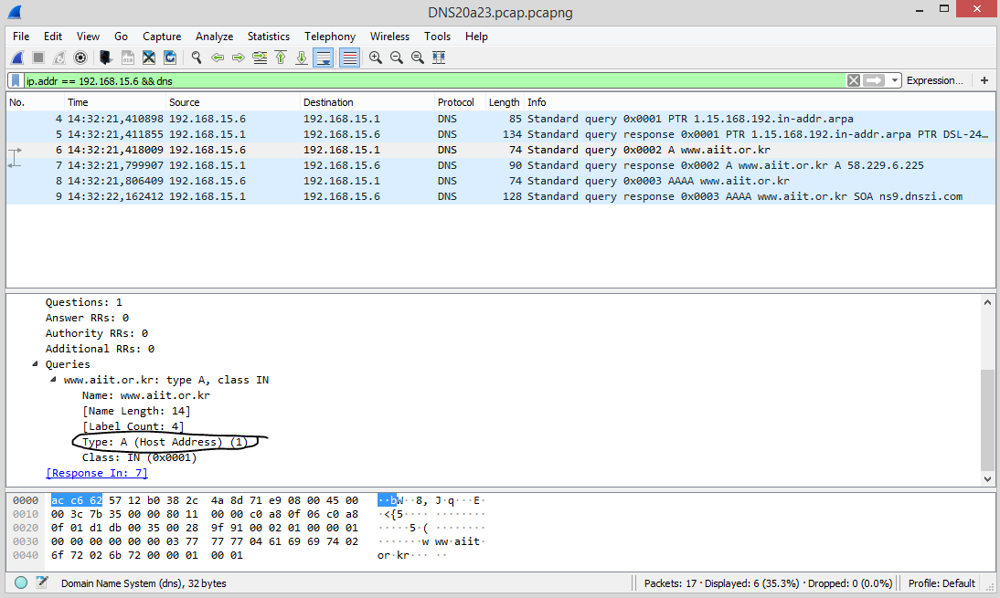 DNS20a23.pcap.pcapng
File Edit View Go Capture Analyze Statistics Telephony Wireless Tools Help
ip.addr == 192.168.15.6 && dns Expression... +
No. Time Source Destination Protocol Length Info
4 14:32:21,410898 192.168.15.6 192.168.15.1 DNS 85 Standard query 0x0001 PTR 1.15.168.192.in-addr.arpa
5 14:32:21,411855 192.168.15.1 192.168.15.6 DNS 134 Standard query response 0x0001 PTR 1.15.168.192.in-addr.arpa PTR DSL-24...
6 14:32:21,418009 192.168.15.6 192.168.15.1 DNS 74 Standard query 0x0002 A www.aiit.or.kr
7 14:32:21,799907 192.168.15.1 192.168.15.6 DNS 90 Standard query response 0x0002 A www.aiit.or.kr A 58.229.6.225
8 14:32:21,806409 192.168.15.6 192.168.15.1 DNS 74 Standard query 0x0003 AAAA www.aiit.or.kr
9 14:32:22,162412 192.168.15.1 192.168.15.6 DNS 128 Standard query response 0x0003 AAAA www.aiit.or.kr SOA ns9.dnszi.com
Questions: 1
Answer RRs: 0
Authority RRs: 0
Additional RRs: 0
Queries
www.aiit.or.kr: type A, class IN
Name: www.aiit.or.kr
[Name Length: 14]
[Label Count: 4]
Type: A (Host Address) (1)
Class: IN (0x0001)
[Response In: 7]
0000 ac c6 62 57 12 b0 38 2c 4a 8d 71 e9 08 00 45 00 ··bW··8, J·q···E·
0010 00 3c 7b 35 00 00 80 11 00 00 c0 a8 0f 06 c0 a8 ·<{5···· ········
0020 0f 01 d1 db 00 35 00 28 9f 91 00 02 01 00 00 01 ·····5·( ········
0030 00 00 00 00 00 00 03 77 77 77 04 61 69 69 74 02 ·······w ww·aiit·
0040 6f 72 02 6b 72 00 00 01 00 01 or·kr··· ··
Domain Name System (dns), 32 bytes Packets: 17 · Displayed: 6 (35.3%) · Dropped: 0 (0.0%) Profile: Default